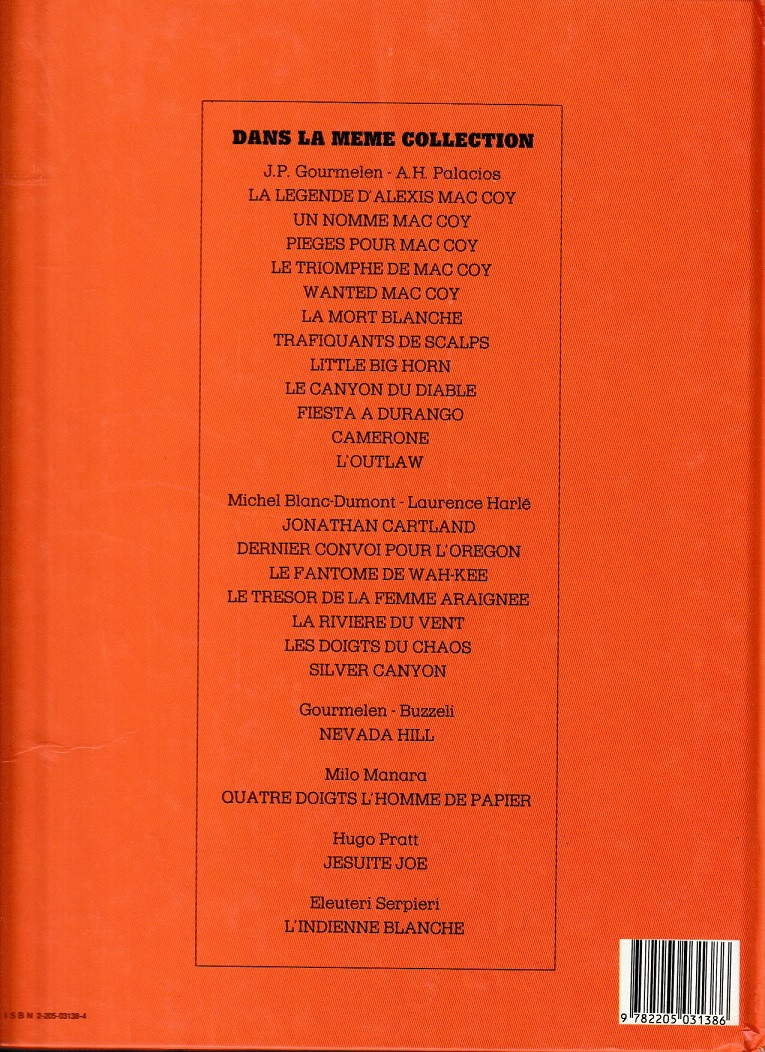 DANS LA MEME COLLECTION
J.P. Gourmelen - A.H. Palacios
LA LEGENDE D'ALEXIS MAC COY
UN NOMME MAC COY
PIEGES POUR MAC COY
LE TRIOMPHE DE MAC COY
WANTED MAC COY
LA MORT BLANCHE
TRAFIQUANTS DE SCALPS
LITTLE BIG HORN
LE CANYON DU DIABLE
FIESTA A DURANGO
CAMERONE
L'OUTLAW
Michel Blanc-Dumont - Laurence Harlé
JONATHAN CARTLAND
DERNIER CONVOI POUR L'OREGON
LE FANTOME DE WAH-KEE
LE TRESOR DE LA FEMME ARAIGNEE
LA RIVIERE DU VENT
LES DOIGTS DU CHAOS
SILVER CANYON
Gourmelen - Buzzeli
NEVADA HILL
Milo Manara
QUATRE DOIGTS L'HOMME DE PAPIER
Hugo Pratt
JESUITE JOE
Eleuteri Serpieri
L'INDIENNE BLANCHE
ISBN 2-205-03138-4
9 782205 031386